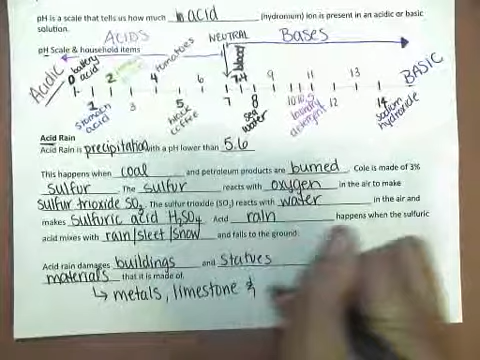 pH is a scale that tells us how much in acid (hydronium) ion is present in an acidic or basic
solution.
ACIDS NEUTRAL Bases
pH Scale & household items
Acidic 0 battery acid 2 4 tomatoes 6 7.4 blood 9 11 13 BASIC
1 stomach acid 3 5 black coffee 7 8 sea water 10 10.5 laundry detergent 12 14 sodium hydroxide
Acid Rain
Acid Rain is precipitation with a pH lower than 5.6
This happens when coal and petroleum products are burned. Cole is made of 3%
sulfur. The sulfur reacts with oxygen in the air to make
sulfur trioxide SO3. The sulfur trioxide (SO3) reacts with water in the air and
makes sulfuric acid H2SO4. Acid rain happens when the sulfuric
acid mixes with rain/sleet/snow and falls to the ground.
Acid rain damages buildings and statues
materials that it is made of.
↳ metals, limestone &